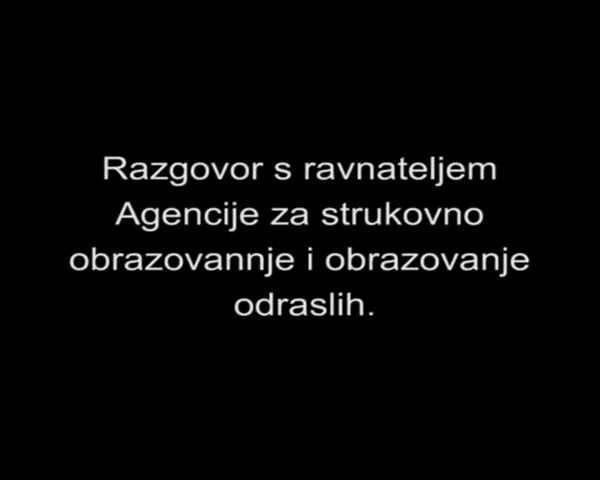 Razgovor s ravnateljem
Agencije za strukovno
obrazovannje i obrazovanje
odraslih.